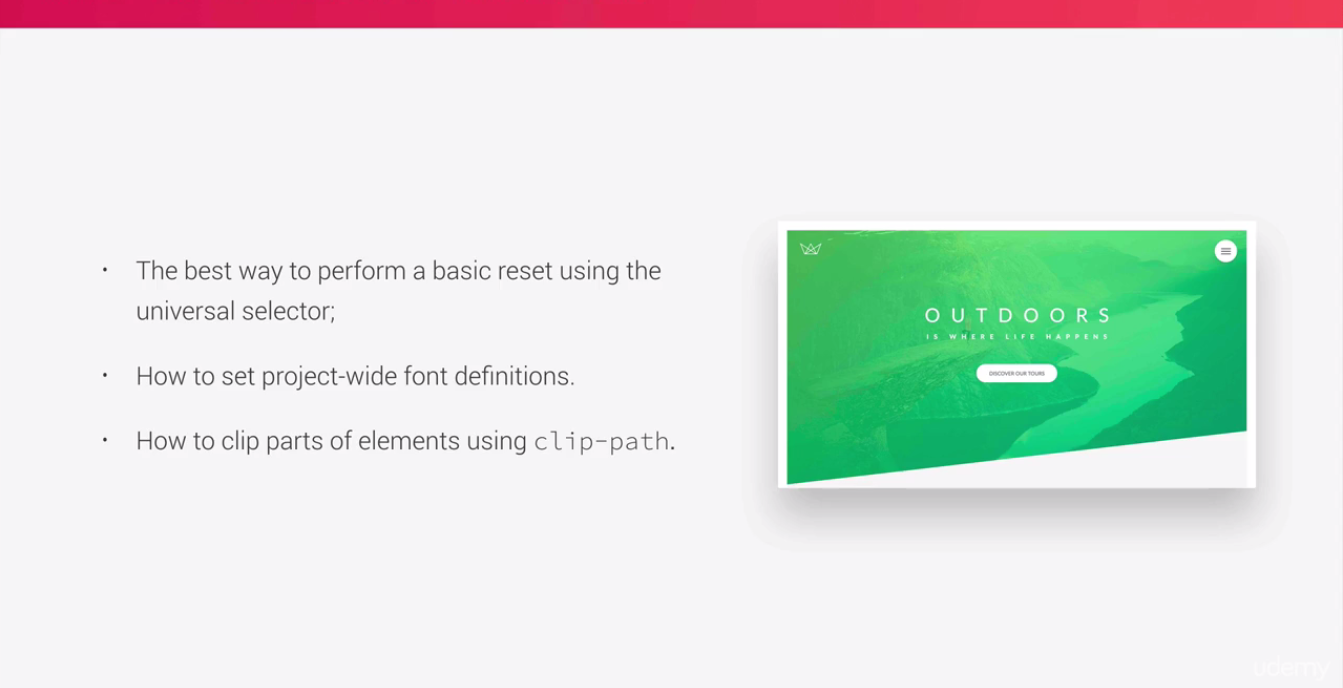 • The best way to perform a basic reset using the
universal selector;
• How to set project-wide font definitions.
• How to clip parts of elements using clip-path.
OUTDOORS
IS WHERE LIFE HAPPENS
DISCOVER OUR TOURS
udemy